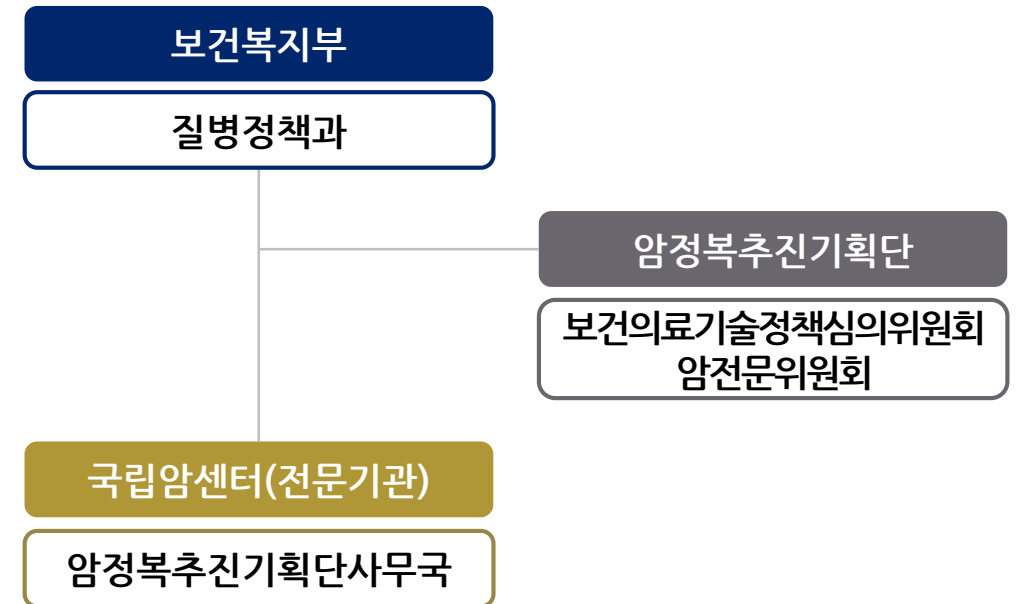 보건복지부
질병정책과
암정복추진기획단
보건의료기술정책심의위원회
암전문위원회
국립암센터(전문기관)
암정복추진기획단사무국